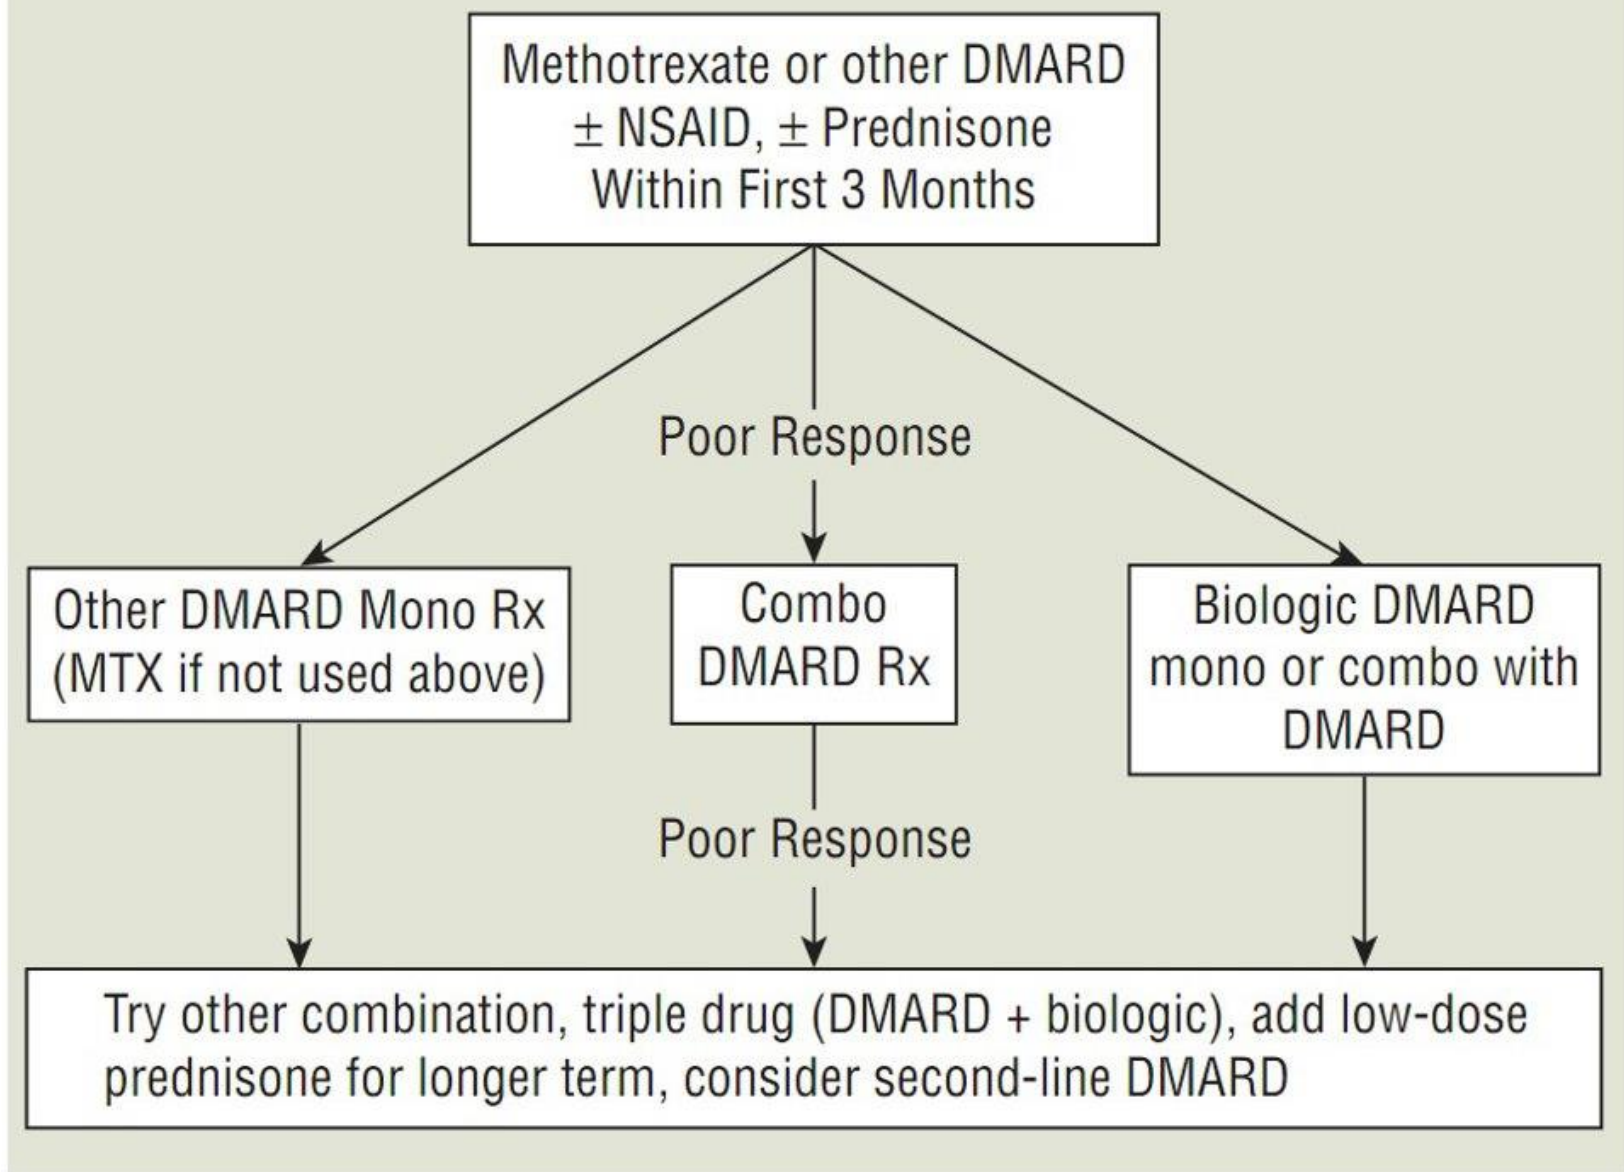 Methotrexate or other DMARD
± NSAID, ± Prednisone
Within First 3 Months
Poor Response
Other DMARD Mono Rx
(MTX if not used above)
Combo
DMARD Rx
Biologic DMARD
mono or combo with
DMARD
Poor Response
Try other combination, triple drug (DMARD + biologic), add low-dose
prednisone for longer term, consider second-line DMARD